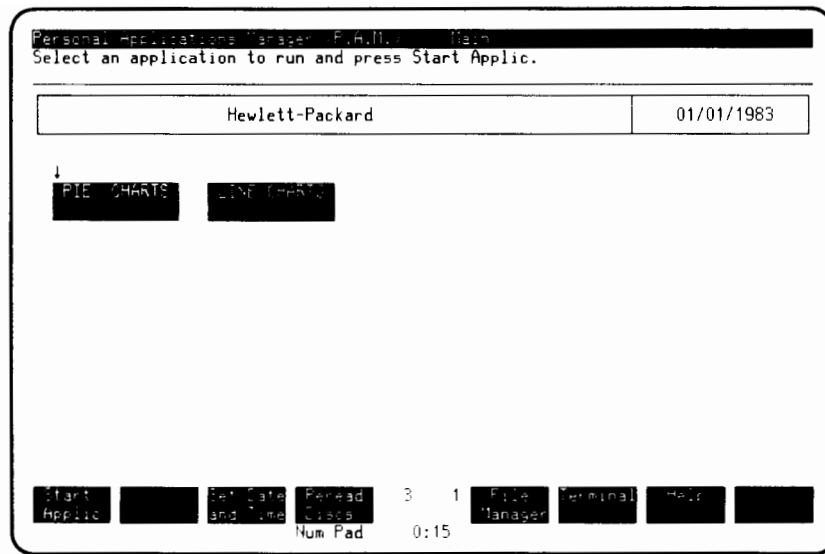 Personal Applications Manager (P.A.M.) Main
Select an application to run and press Start Applic.
Hewlett-Packard 01/01/1983
↓
PIE CHARTS LINE CHARTS
Start Set Date Reread 3 1 File Terminal Help
Applic and Time Discs Manager
Num Pad 0:15